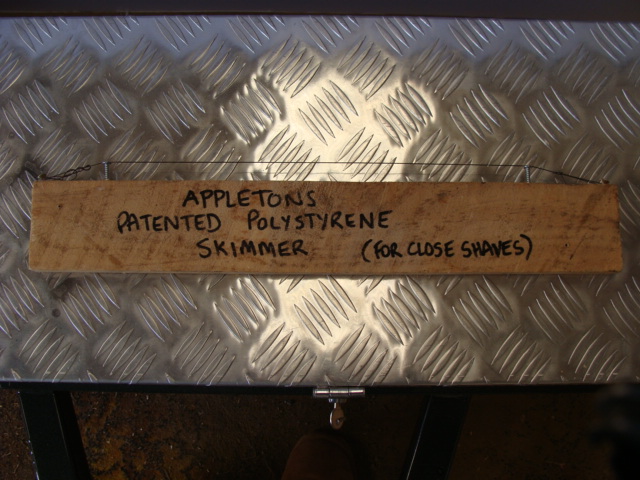 APPLETONS
PATENTED POLYSTYRENE
SKIMMER (FOR CLOSE SHAVES)